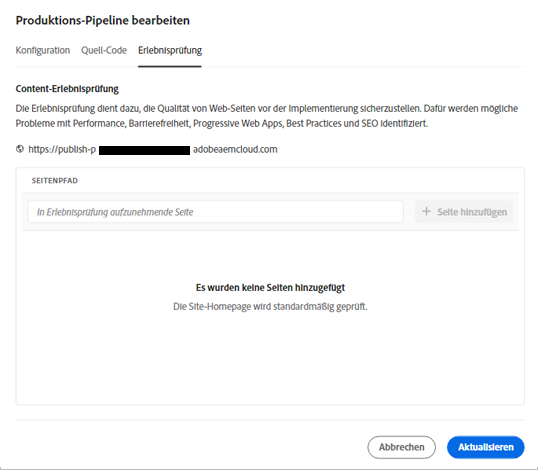 Produktions-Pipeline bearbeiten
Konfiguration Quell-Code Erlebnisprüfung
Content-Erlebnisprüfung
Die Erlebnisprüfung dient dazu, die Qualität von Web-Seiten vor der Implementierung sicherzustellen. Dafür werden mögliche
Probleme mit Performance, Barrierefreiheit, Progressive Web Apps, Best Practices und SEO identifiziert.
https://publish-p adobeaemcloud.com
SEITENPFAD
In Erlebnisprüfung aufzunehmende Seite + Seite hinzufügen
Es wurden keine Seiten hinzugefügt
Die Site-Homepage wird standardmäßig geprüft.
Abbrechen Aktualisieren